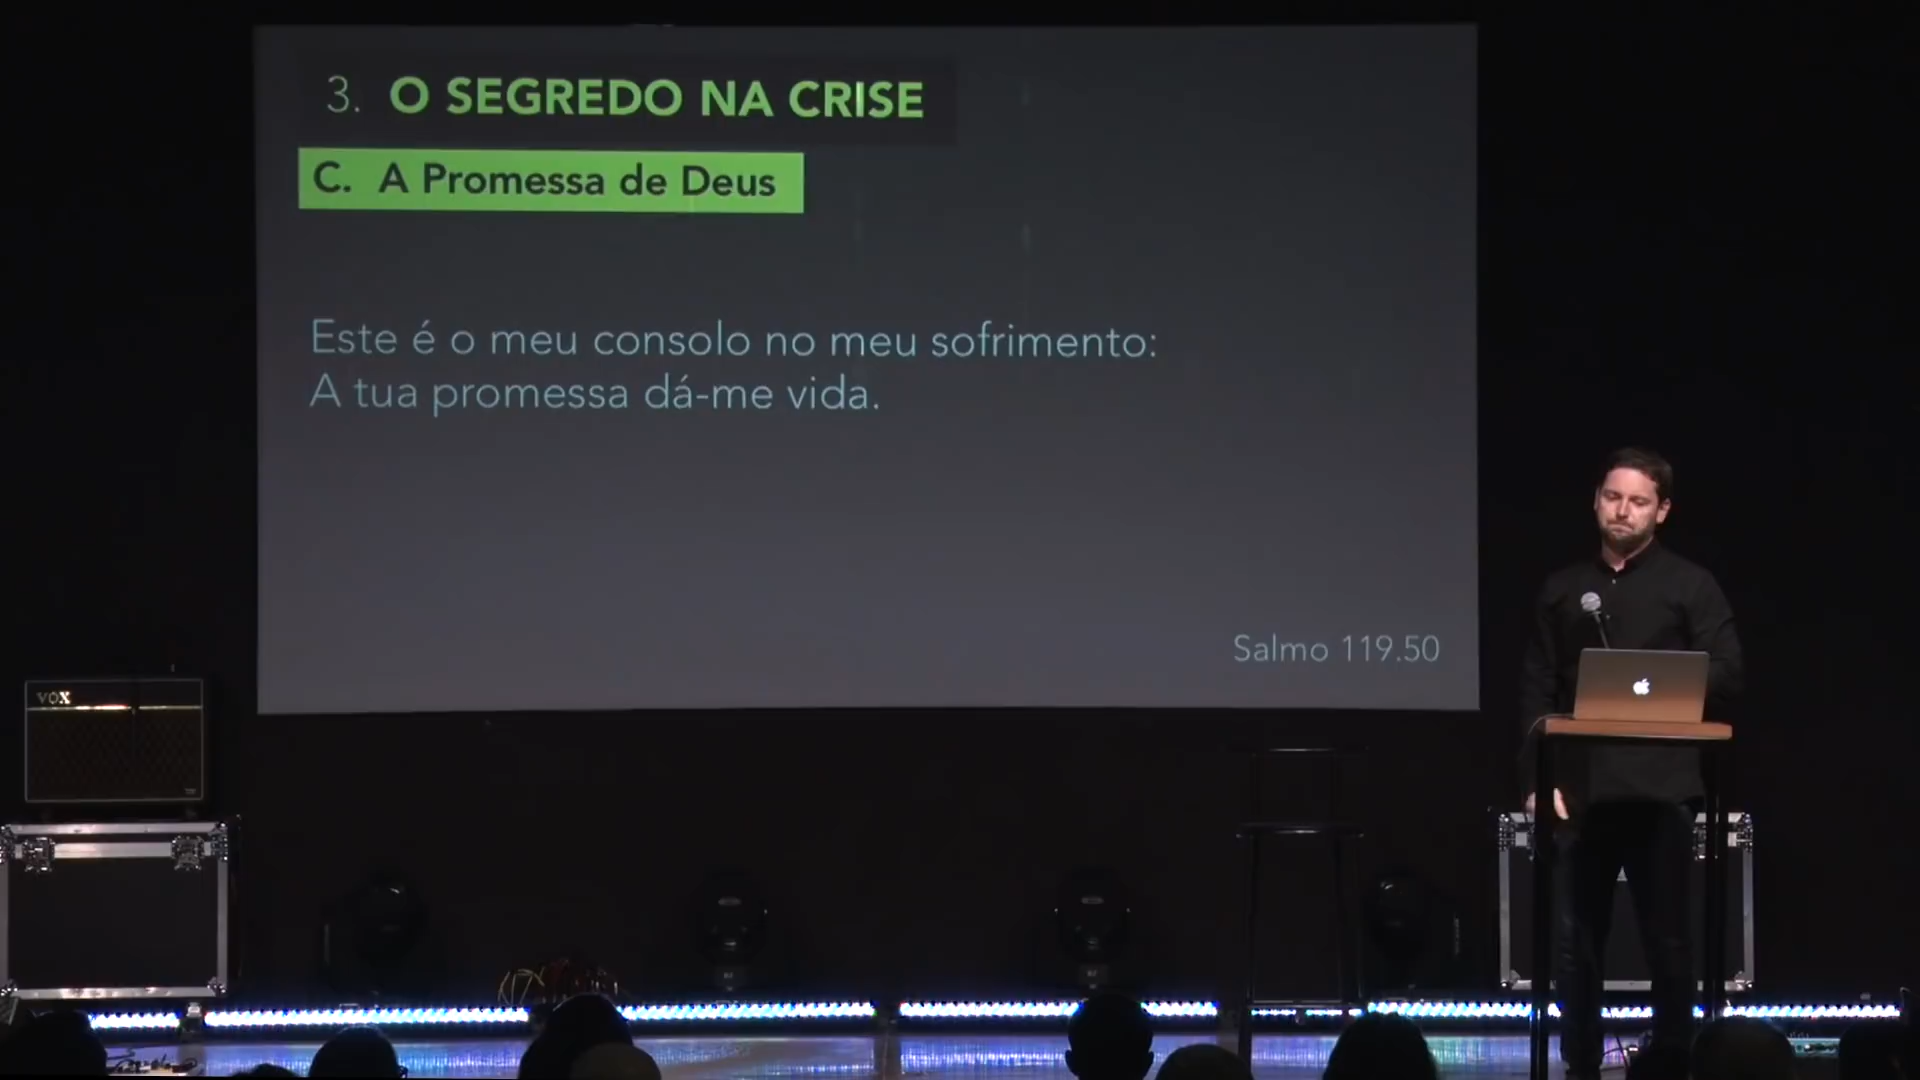 3. O SEGREDO NA CRISE
C. A Promessa de Deus
Este é o meu consolo no meu sofrimento:
A tua promessa dá-me vida.
Salmo 119.50
VOX